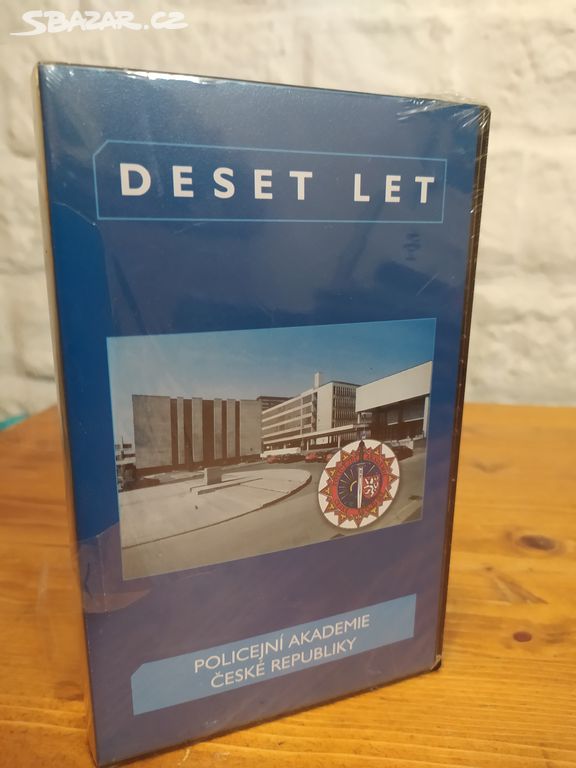 SBAZAR.CZ
DESET LET
POLICEJNÍ AKADEMIE
ČESKÉ REPUBLIKY